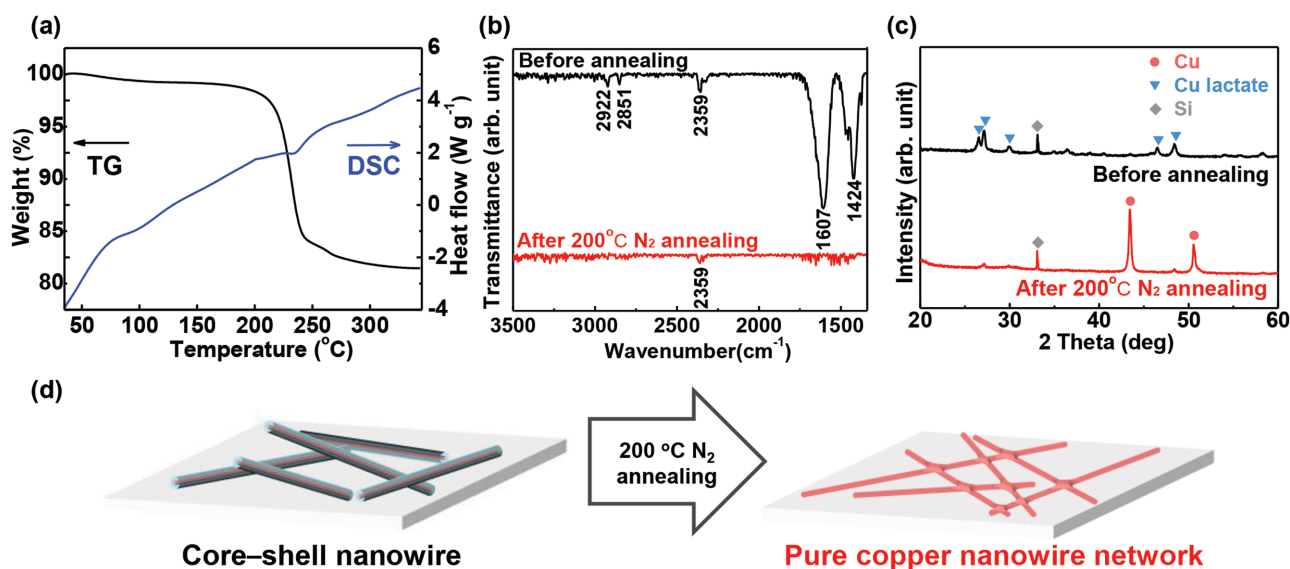 (a)
6
4
2
0
-2
-4
100
95
90
85
80
Weight (%)
TG
DSC
Heat flow (W g⁻¹)
50 100 150 200 250 300
Temperature (°C)
(b)
Before annealing
2922
2851
2359
1607
1424
After 200°C N₂ annealing
2359
Transmittance (arb. unit)
3500 3000 2500 2000 1500
Wavenumber(cm⁻¹)
(c)
Cu
Cu lactate
Si
Before annealing
After 200°C N₂ annealing
Intensity (arb. unit)
20 30 40 50 60
2 Theta (deg)
(d)
200 °C N₂
annealing
Core–shell nanowire
Pure copper nanowire network